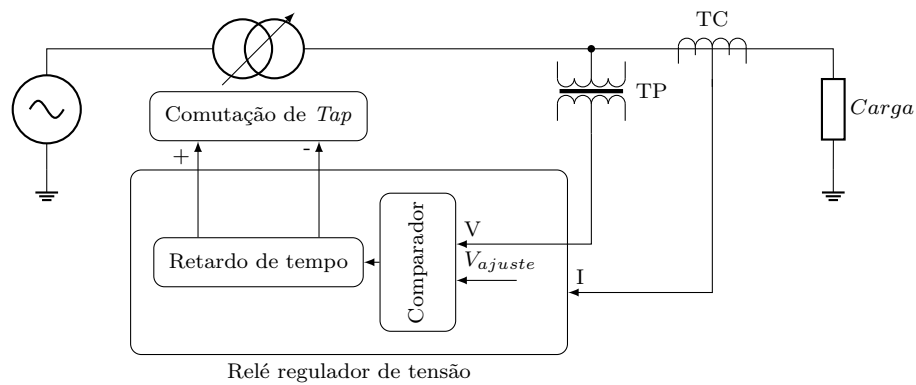 TC
TP
Carga
Comutação de Tap
+
-
Comparador
V
V_ajuste
I
Retardo de tempo
Relé regulador de tensão